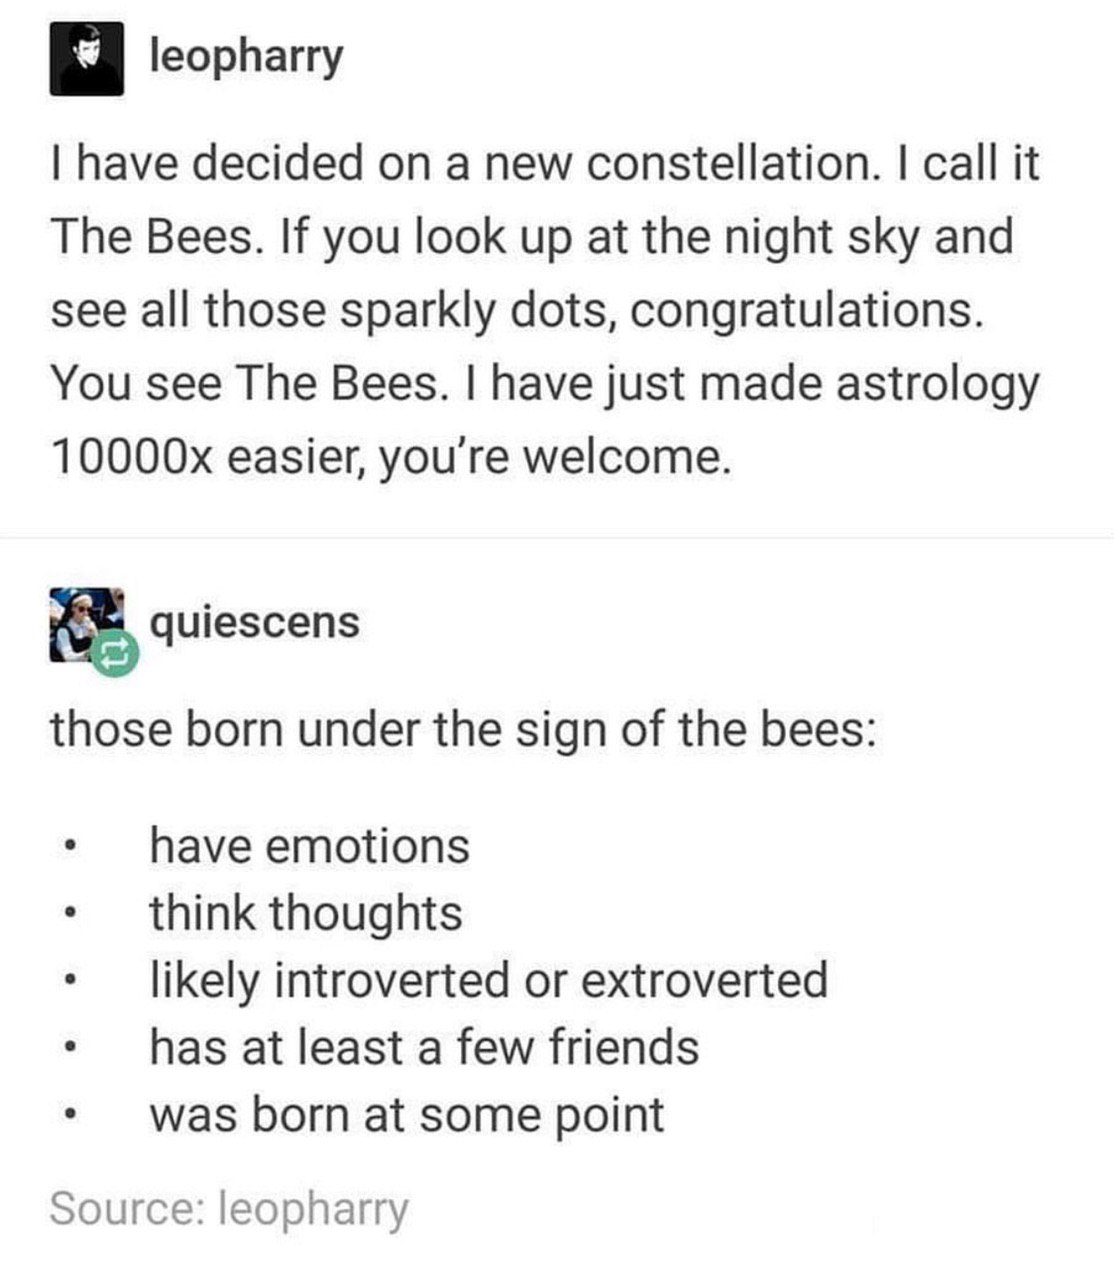 leopharry
I have decided on a new constellation. I call it
The Bees. If you look up at the night sky and
see all those sparkly dots, congratulations.
You see The Bees. I have just made astrology
10000x easier, you're welcome.
quiescens
those born under the sign of the bees:
• have emotions
• think thoughts
• likely introverted or extroverted
• has at least a few friends
• was born at some point
Source: leopharry